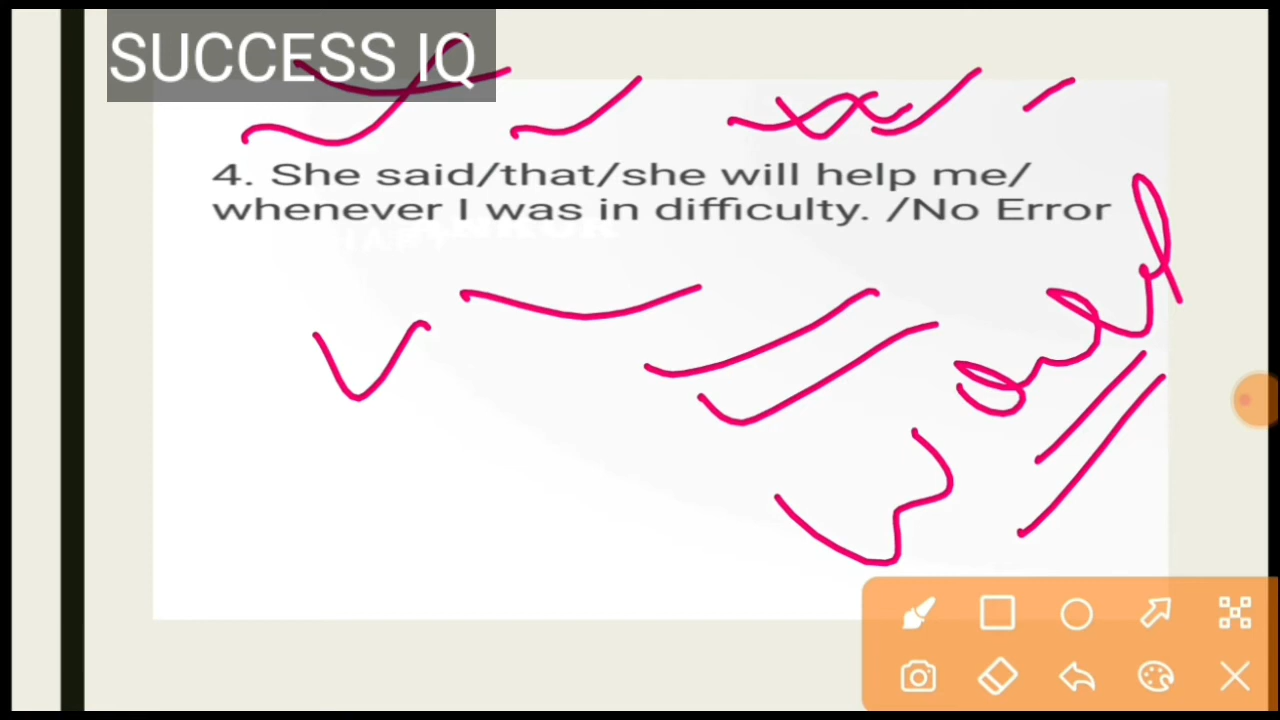 SUCCESS IQ
4. She said/that/she will help me/
whenever I was in difficulty. /No Error